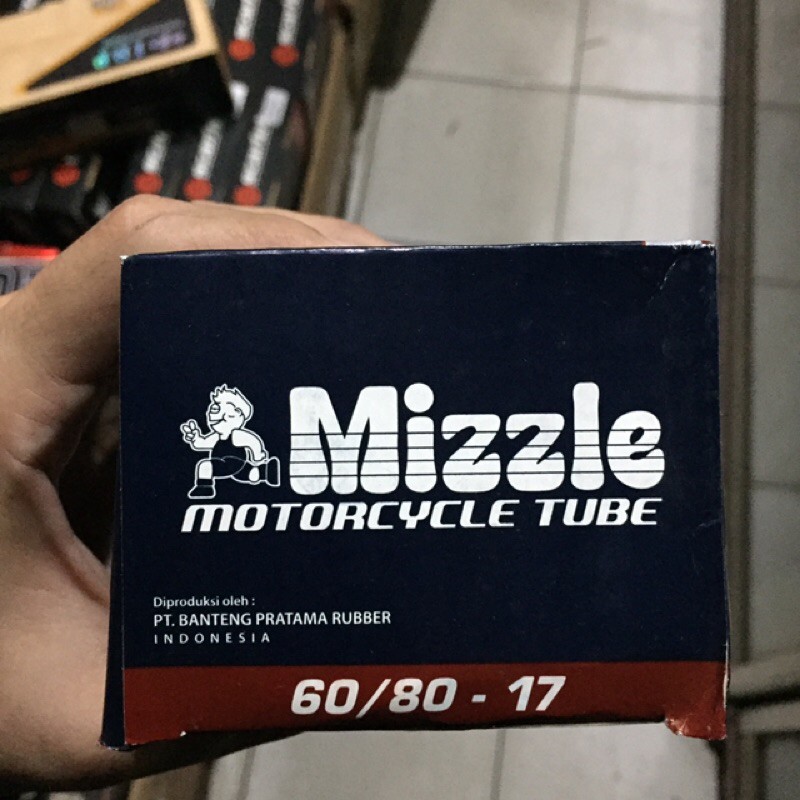 Mizzle
MOTORCYCLE TUBE
Diproduksi oleh :
PT. BANTENG PRATAMA RUBBER
INDONESIA
60/80 - 17